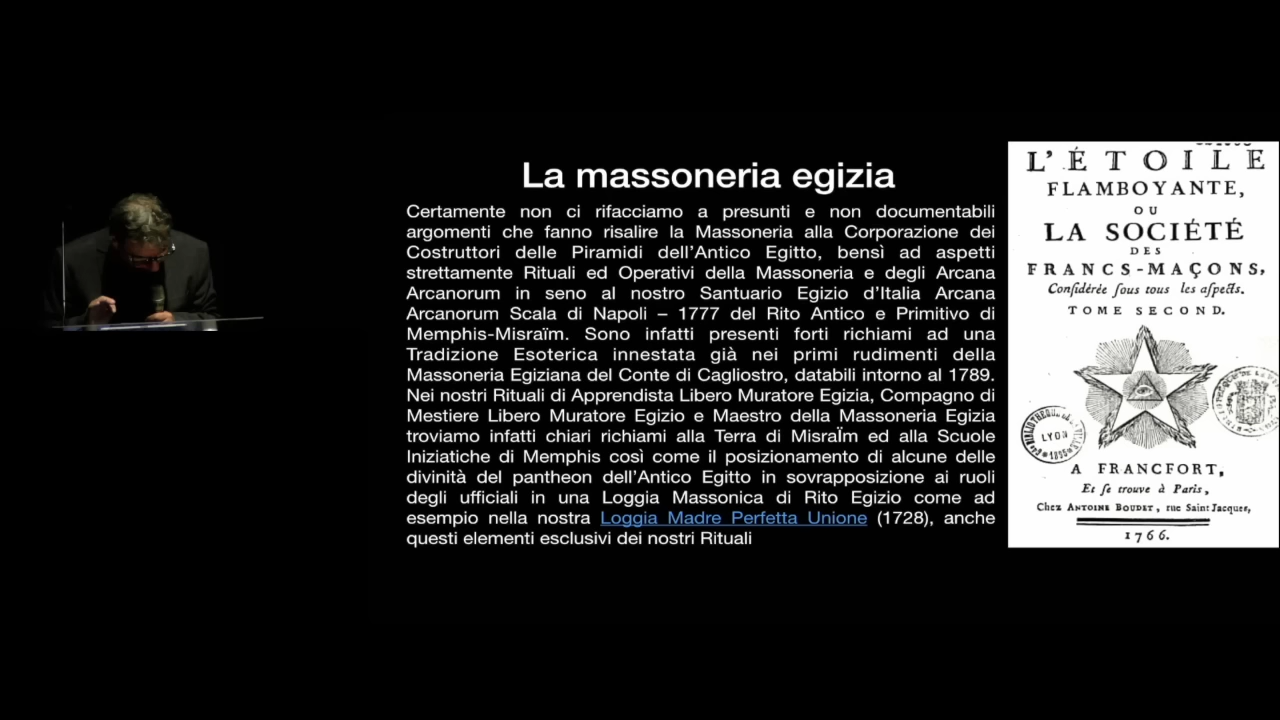 La massoneria egizia
Certamente non ci rifacciamo a presunti e non documentabili
argomenti che fanno risalire la Massoneria alla Corporazione dei
Costruttori delle Piramidi dell'Antico Egitto, bensì ad aspetti
strettamente Rituali ed Operativi della Massoneria e degli Arcana
Arcanorum in seno al nostro Santuario Egizio d'Italia Arcana
Arcanorum Scala di Napoli – 1777 del Rito Antico e Primitivo di
Memphis-Misraïm. Sono infatti presenti forti richiami ad una
Tradizione Esoterica innestata già nei primi rudimenti della
Massoneria Egiziana del Conte di Cagliostro, databili intorno al 1789.
Nei nostri Rituali di Apprendista Libero Muratore Egizia, Compagno di
Mestiere Libero Muratore Egizio e Maestro della Massoneria Egizia
troviamo infatti chiari richiami alla Terra di MisraÏm ed alla Scuole
Iniziatiche di Memphis così come il posizionamento di alcune delle
divinità del pantheon dell'Antico Egitto in sovrapposizione ai ruoli
degli ufficiali in una Loggia Massonica di Rito Egizio come ad
esempio nella nostra Loggia Madre Perfetta Unione (1728), anche
questi elementi esclusivi dei nostri Rituali
L'ÉTOILE
FLAMBOYANTE,
OU
LA SOCIÉTÉ
DES
FRANCS-MAÇONS,
Considérée sous tous les aspects.
TOME SECOND.
LYON
A FRANCFORT,
Et se trouve à Paris,
Chez ANTOINE BOUDET, rue Saint Jacques,
1766.